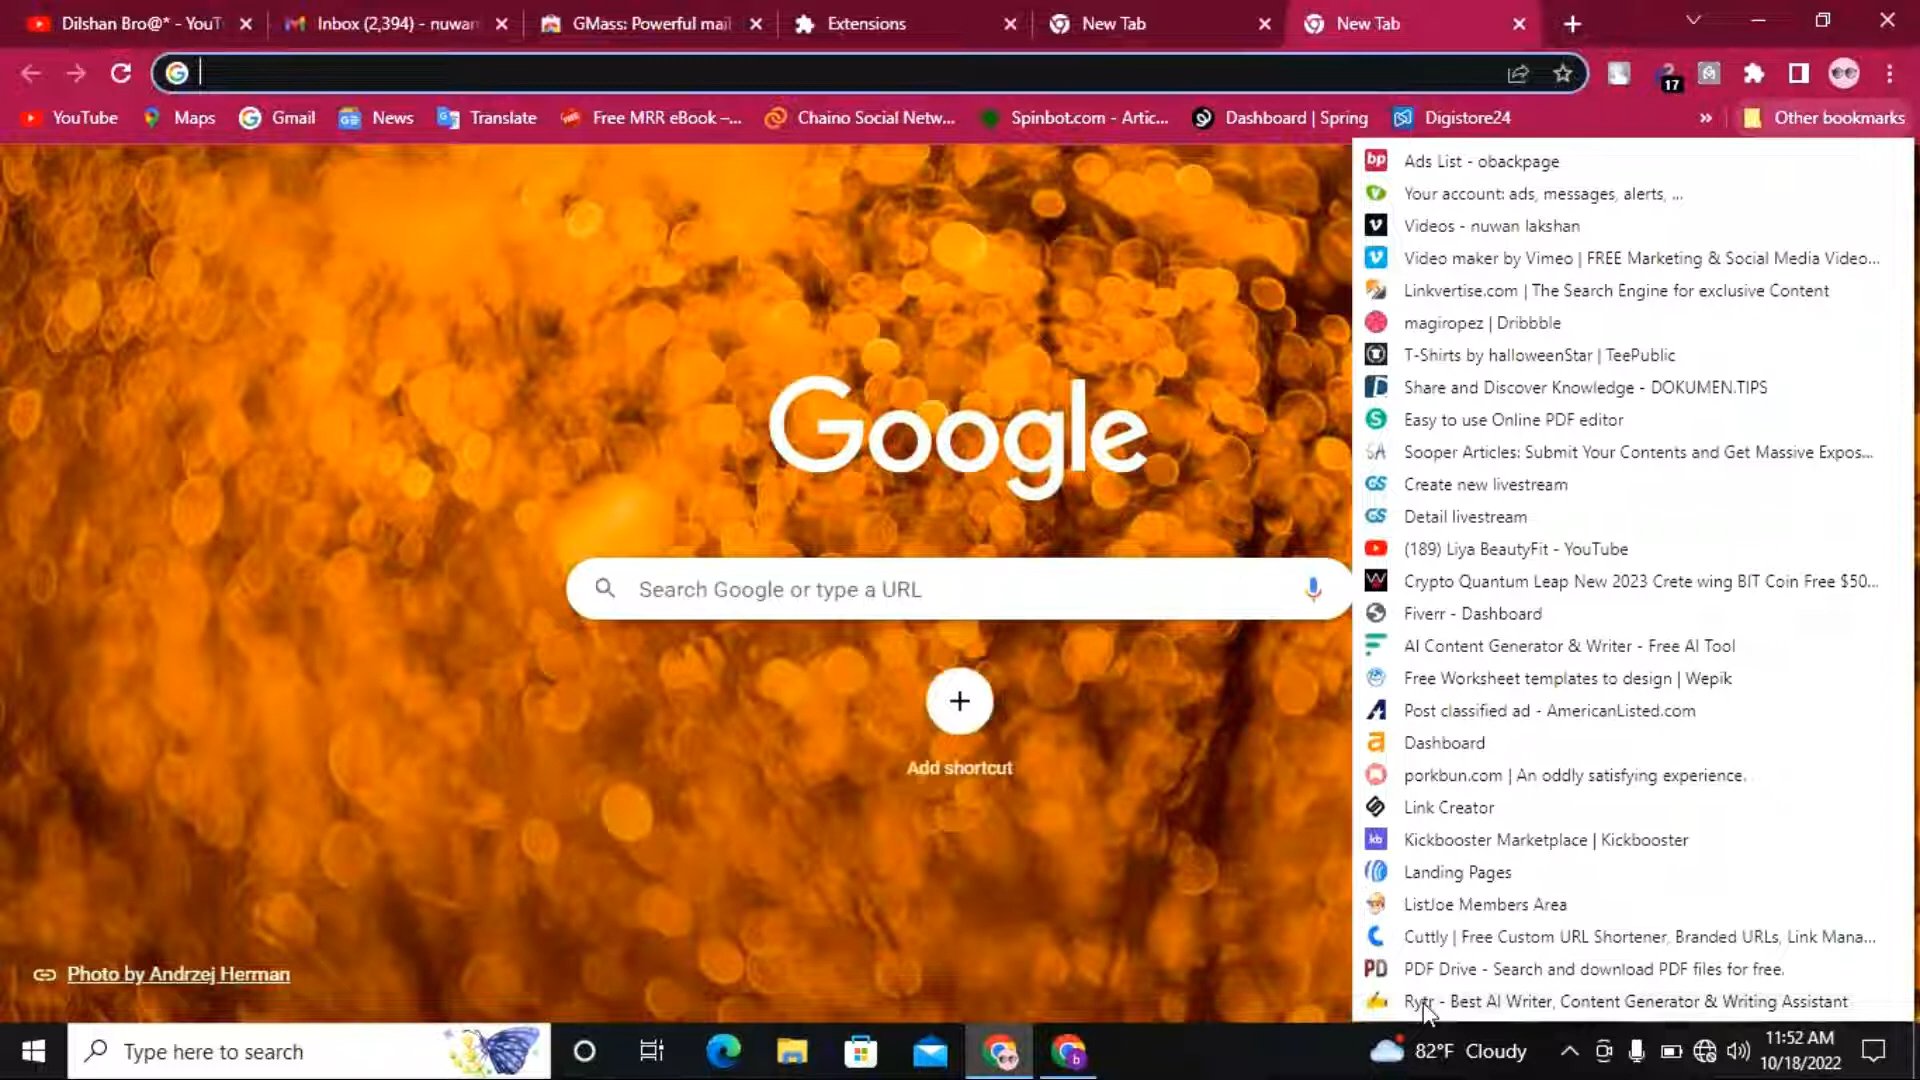 Dilshan Bro@* - YouT
Inbox (2,394) - nuwan
GMass: Powerful mail
Extensions
New Tab
New Tab
17
YouTube
Maps
Gmail
News
Translate
Free MRR eBook –...
Chaino Social Netw...
Spinbot.com - Artic...
Dashboard | Spring
Digistore24
»
Other bookmarks
Ads List - obackpage
Your account: ads, messages, alerts, ...
Videos - nuwan lakshan
Video maker by Vimeo | FREE Marketing & Social Media Video...
Linkvertise.com | The Search Engine for exclusive Content
magiropez | Dribbble
T-Shirts by halloweenStar | TeePublic
Share and Discover Knowledge - DOKUMEN.TIPS
Easy to use Online PDF editor
Sooper Articles: Submit Your Contents and Get Massive Expos...
Create new livestream
Detail livestream
(189) Liya BeautyFit - YouTube
Crypto Quantum Leap New 2023 Crete wing BIT Coin Free $50...
Fiverr - Dashboard
AI Content Generator & Writer - Free AI Tool
Free Worksheet templates to design | Wepik
Post classified ad - AmericanListed.com
Dashboard
porkbun.com | An oddly satisfying experience.
Link Creator
Kickbooster Marketplace | Kickbooster
Landing Pages
ListJoe Members Area
Cuttly | Free Custom URL Shortener, Branded URLs, Link Mana...
PDF Drive - Search and download PDF files for free.
Rytr - Best AI Writer, Content Generator & Writing Assistant
Google
Search Google or type a URL
Add shortcut
Photo by Andrzej Herman
Type here to search
82°F Cloudy
11:52 AM
10/18/2022